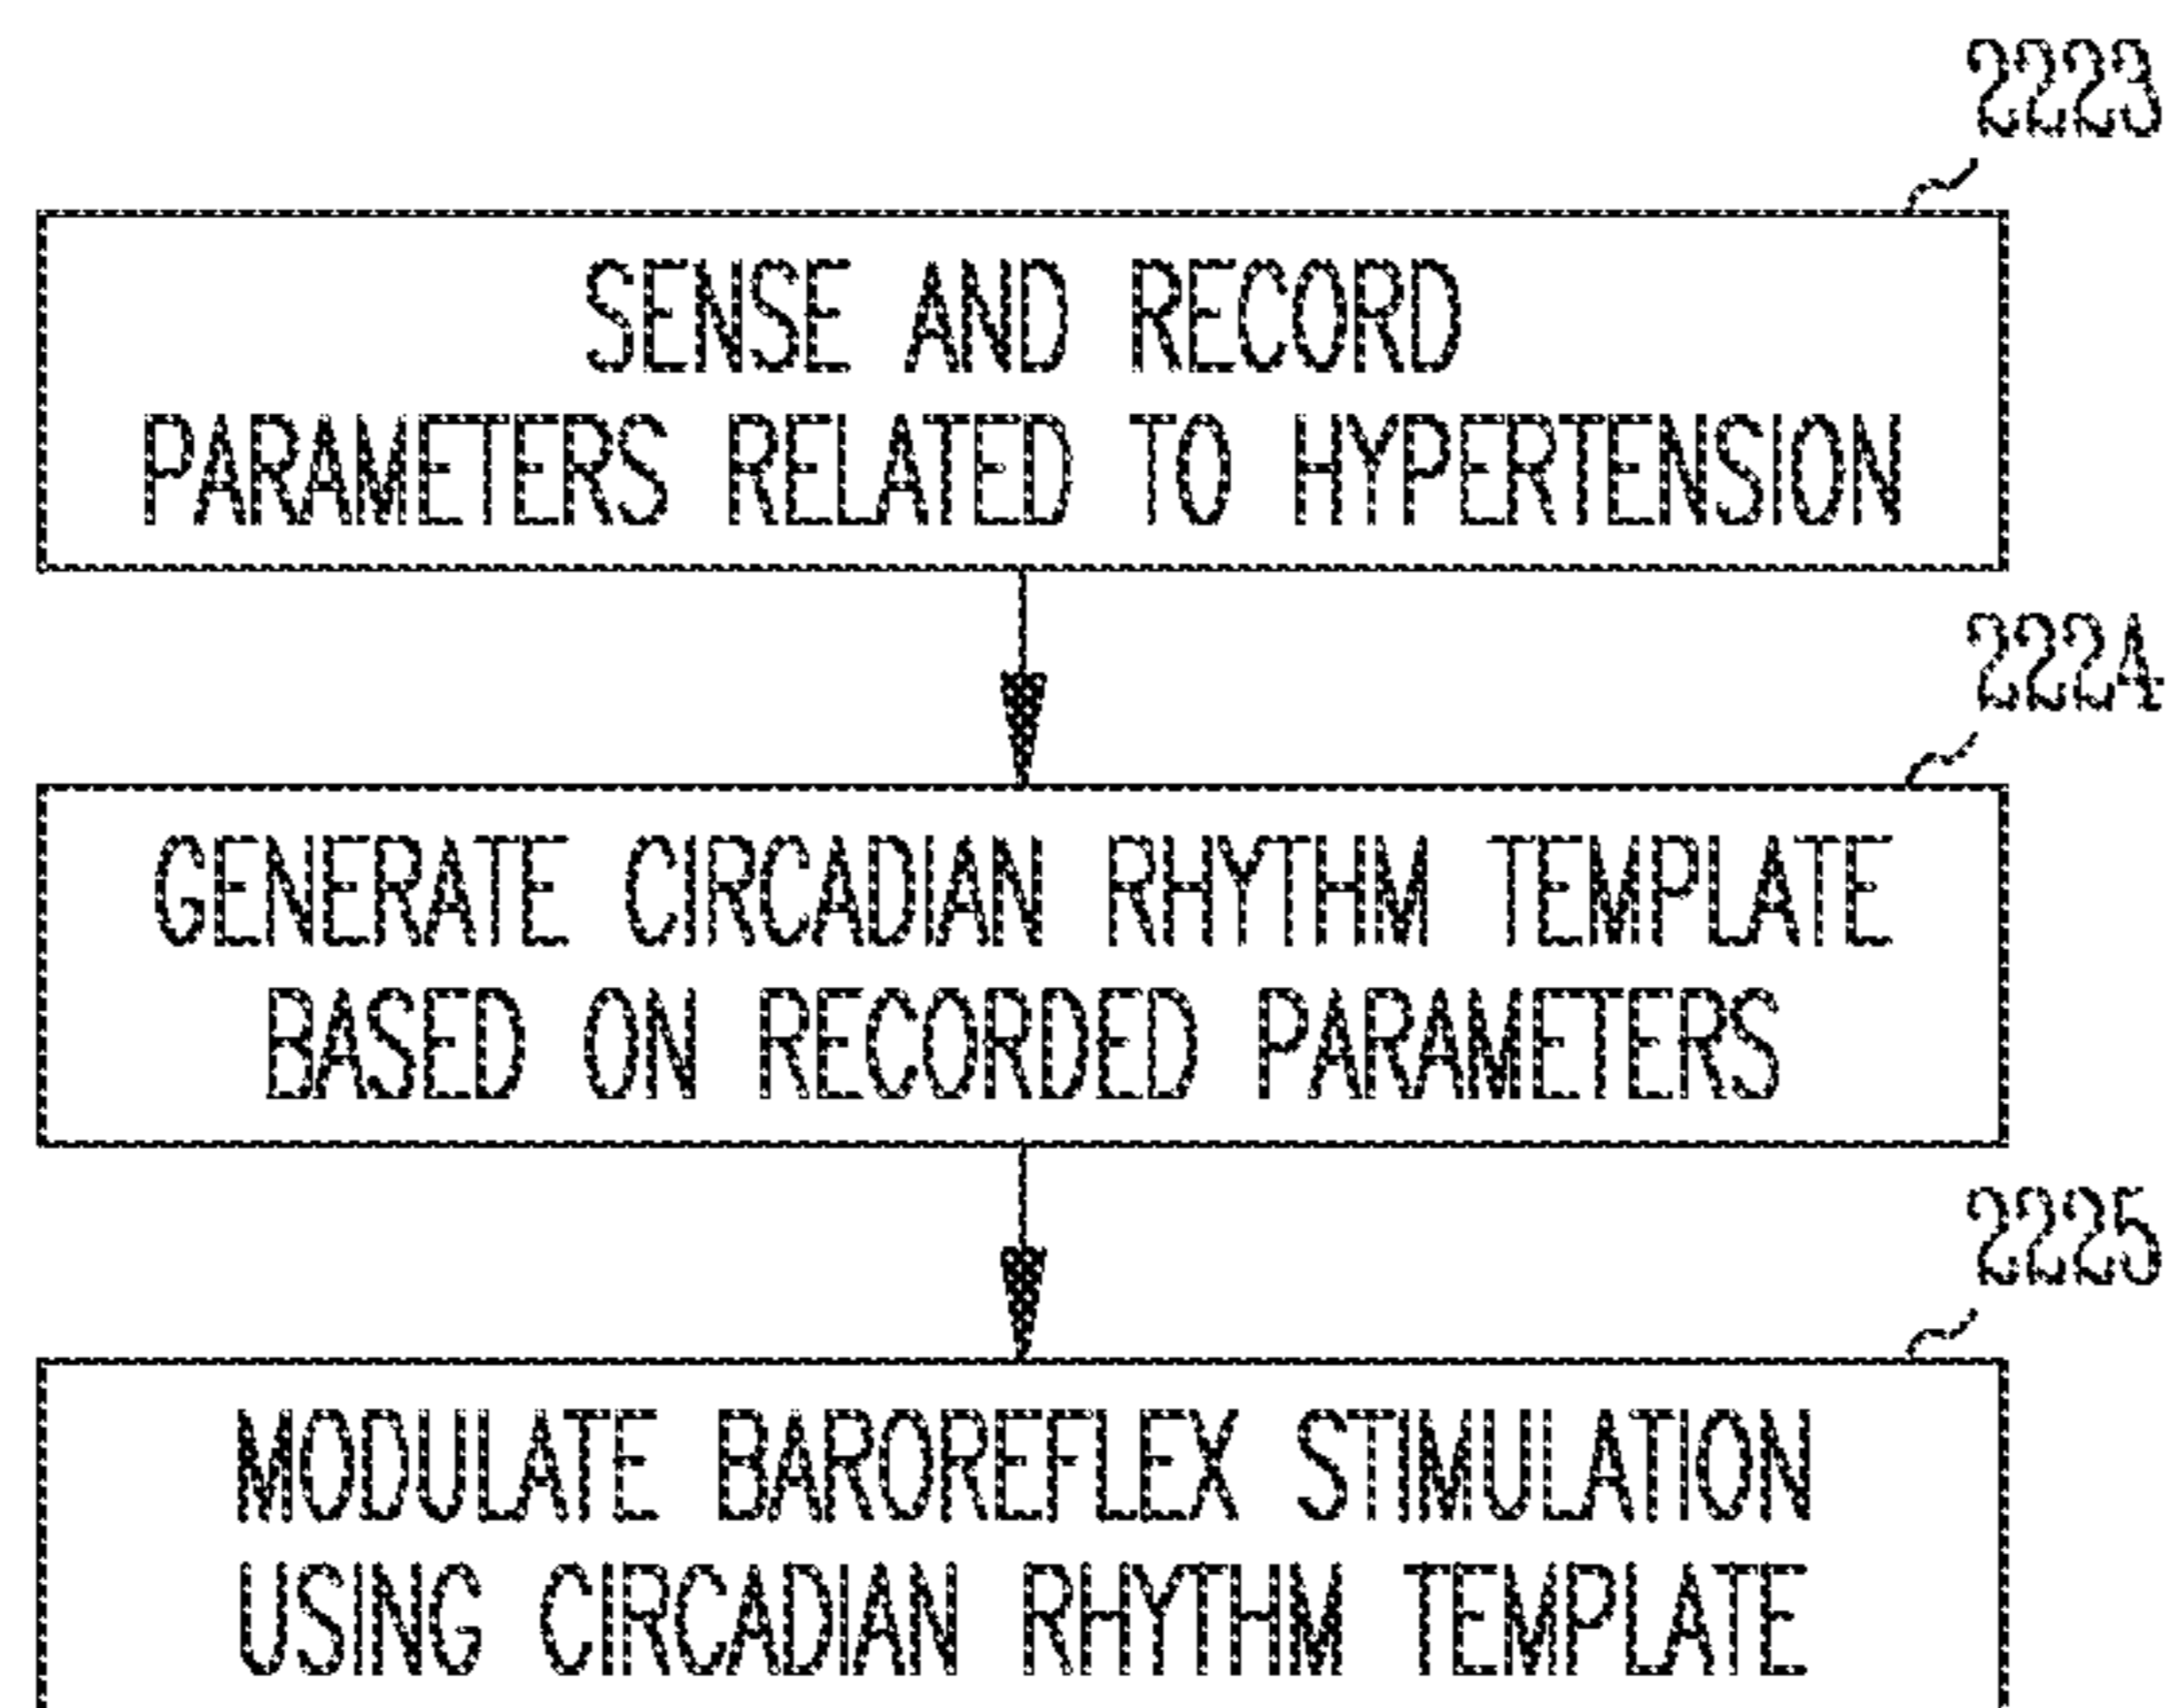 2223
SENSE AND RECORD
PARAMETERS RELATED TO HYPERTENSION
2224
GENERATE CIRCADIAN RHYTHM TEMPLATE
BASED ON RECORDED PARAMETERS
2225
MODULATE BAROREFLEX STIMULATION
USING CIRCADIAN RHYTHM TEMPLATE